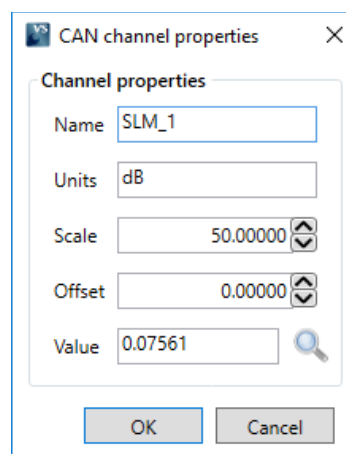 VS CAN channel properties
Channel properties
Name SLM_1
Units dB
Scale 50.00000
Offset 0.00000
Value 0.07561
OK Cancel